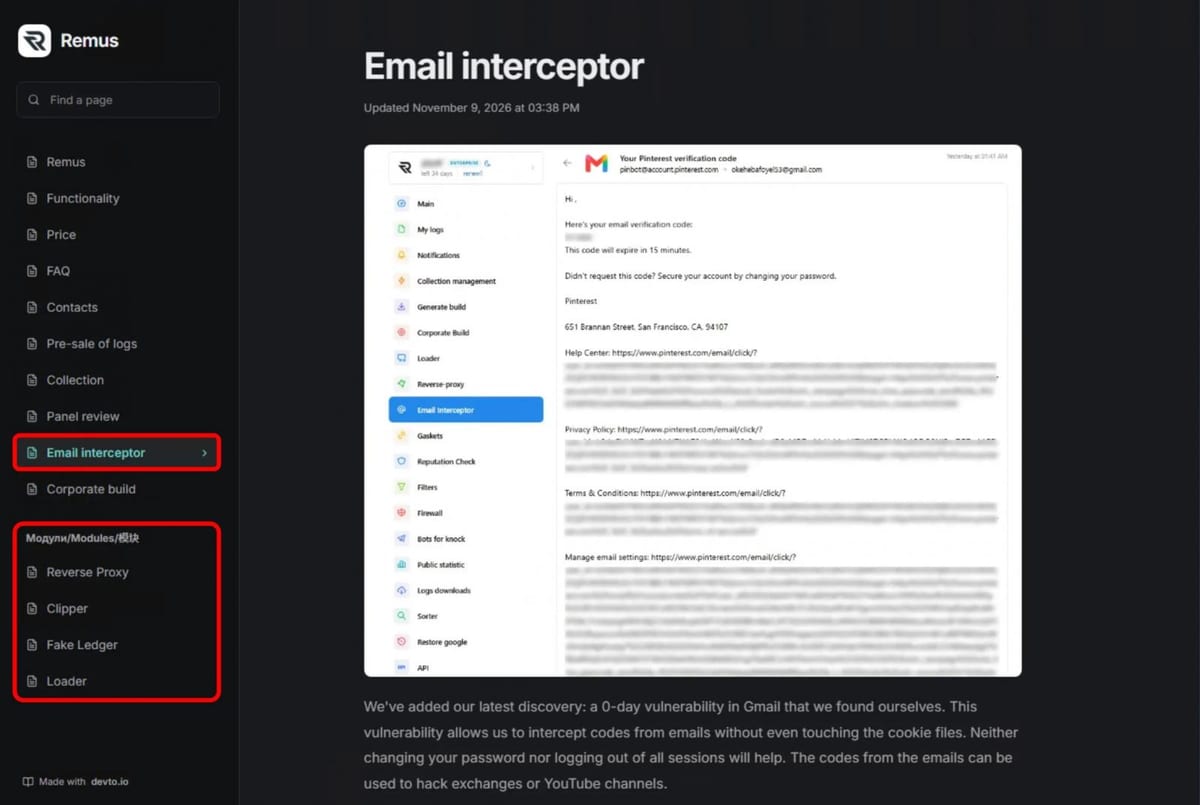 Remus
Find a page
Remus
Functionality
Price
FAQ
Contacts
Pre-sale of logs
Collection
Panel review
Email interceptor
Corporate build
Модули/Modules/模块
Reverse Proxy
Clipper
Fake Ledger
Loader
Made with devto.io
Email interceptor
Updated November 9, 2026 at 03:38 PM
ENTERPRISE
left 34 days renew!
Main
My logs
Notifications
Collection management
Generate build
Corporate Build
Loader
Reverse-proxy
Email Interceptor
Gaskets
Reputation Check
Filters
Firewall
Bots for knock
Public statistic
Logs downloads
Sorter
Restore google
API
Your Pinterest verification code
pinbot@account.pinterest.com → okehebafoyel53@gmail.com
Yesterday at 01:41 AM
Hi ,
Here's your email verification code:
This code will expire in 15 minutes.
Didn't request this code? Secure your account by changing your password.
Pinterest
651 Brannan Street, San Francisco, CA, 94107
Help Center: https://www.pinterest.com/email/click/?
Privacy Policy: https://www.pinterest.com/email/click/?
Terms & Conditions: https://www.pinterest.com/email/click/?
Manage email settings: https://www.pinterest.com/email/click/?
We've added our latest discovery: a 0-day vulnerability in Gmail that we found ourselves. This
vulnerability allows us to intercept codes from emails without even touching the cookie files. Neither
changing your password nor logging out of all sessions will help. The codes from the emails can be
used to hack exchanges or YouTube channels.